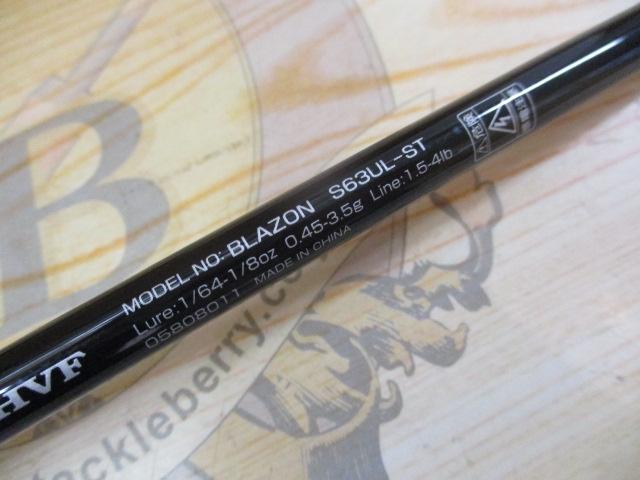 MODEL NO: BLAZON S63UL-ST
Lure:1/64-1/8oz 0.45-3.5g Line:1.5-4lb
05808011 MADE IN CHINA
HVF
B
tackleberry.co